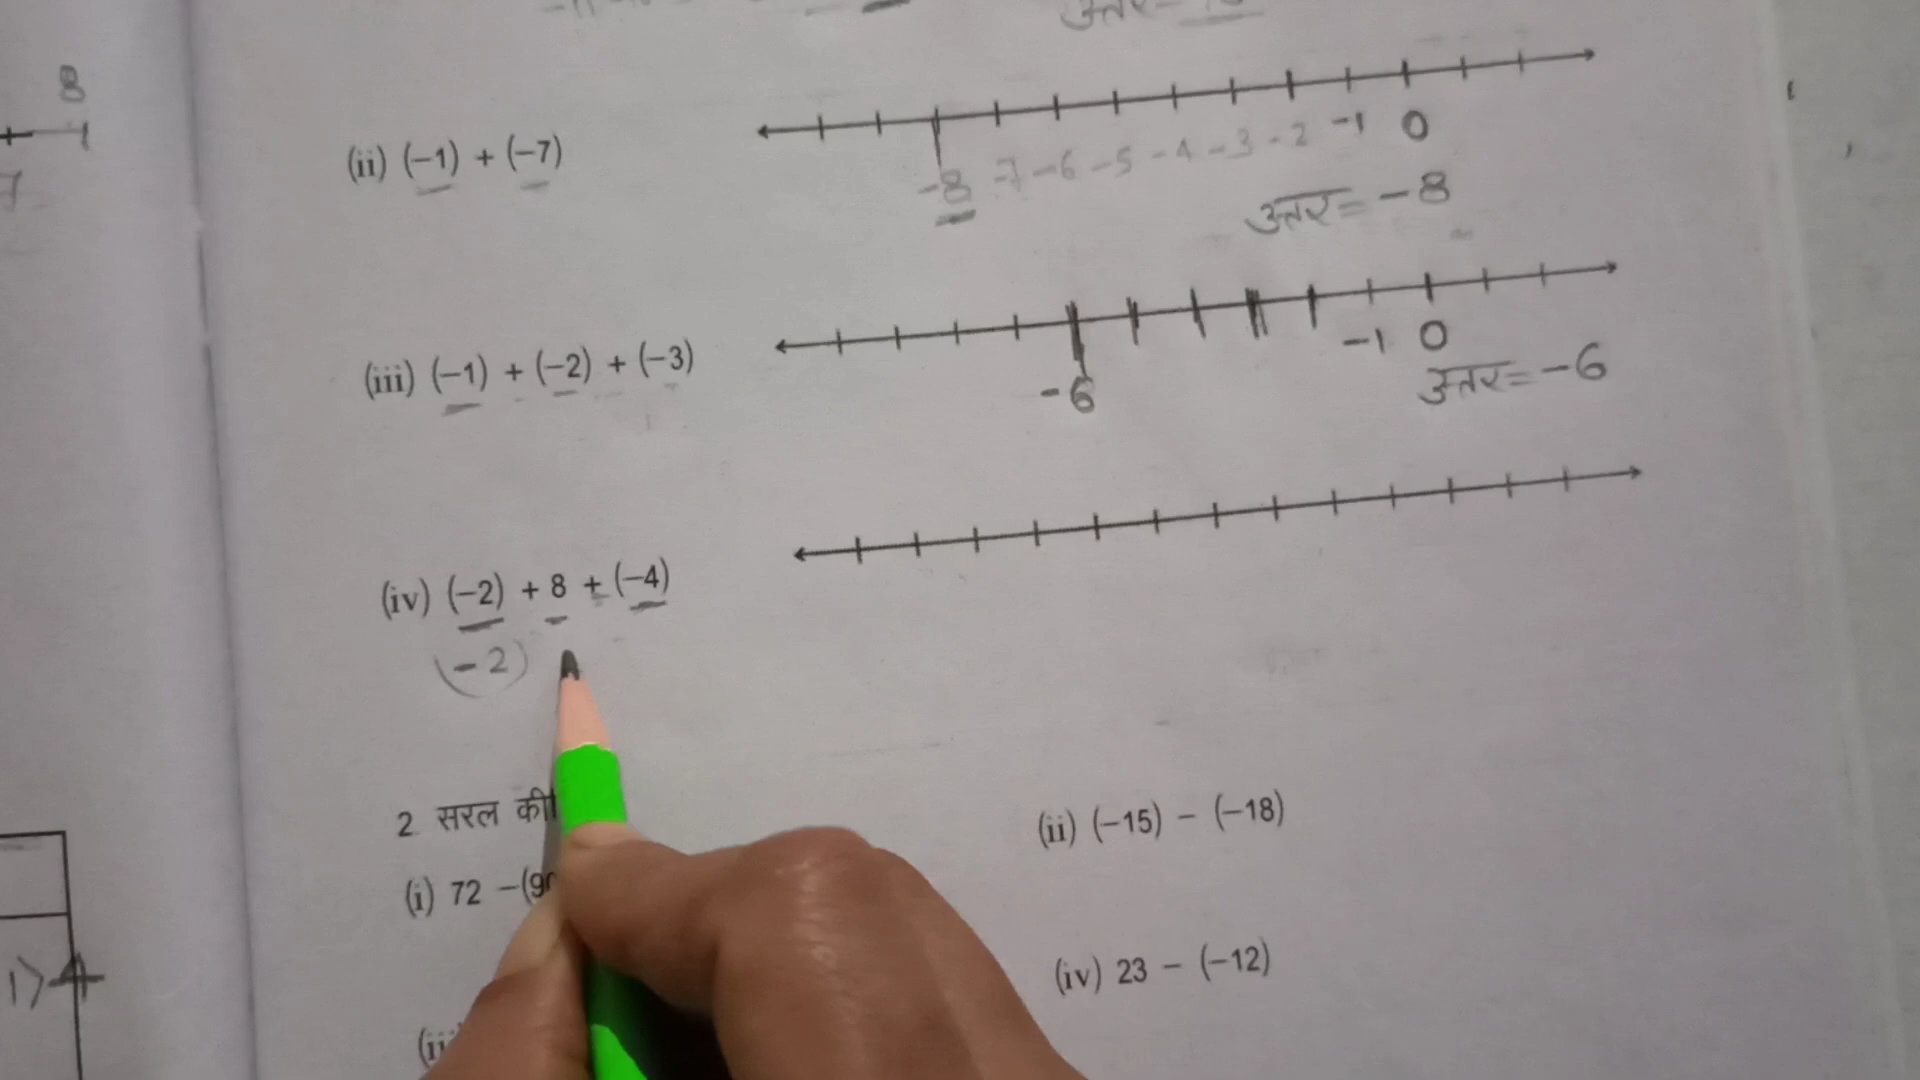 8
7
(ii) (–1) + (–7)
-8 -7 -6 -5 -4 -3 -2 -1 0
उत्तर = -8
(iii) (–1) + (–2) + (–3)
-6 -1 0
उत्तर = -6
(iv) (–2) + 8 + (–4)
(-2)
2 सरल
(i) 72 –(
(ii) (–15) – (–18)
(iv) 23 – (–12)